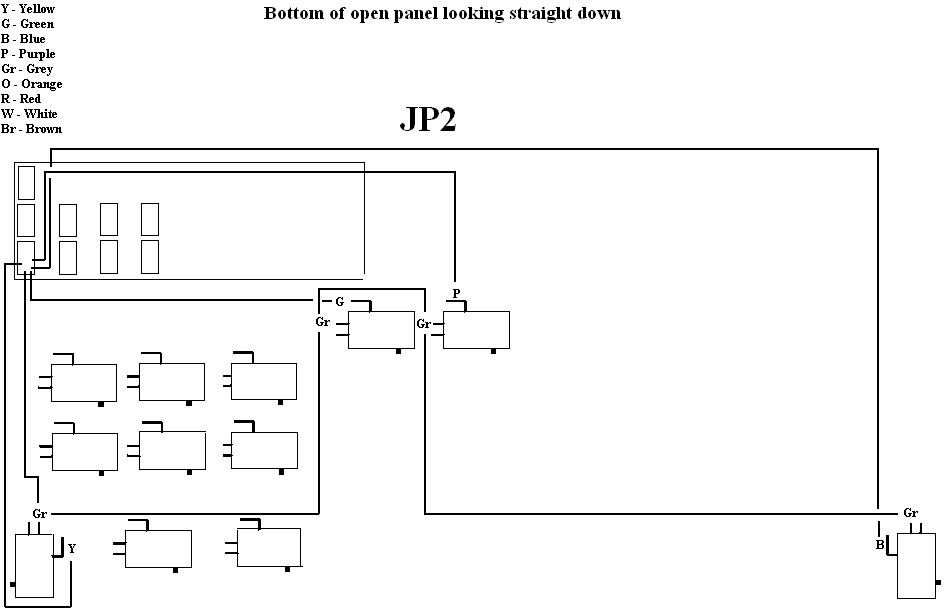 Y - Yellow
G - Green
B - Blue
P - Purple
Gr - Grey
O - Orange
R - Red
W - White
Br - Brown
Bottom of open panel looking straight down
JP2
P
G
Gr
Gr
Gr
Gr
Y
B